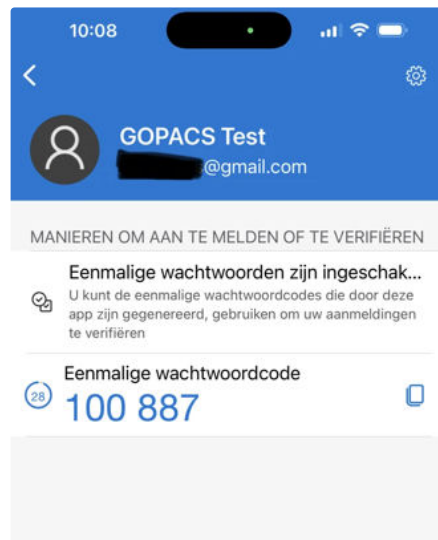 10:08
GOPACS Test
@gmail.com
MANIEREN OM AAN TE MELDEN OF TE VERIFIËREN
Eenmalige wachtwoorden zijn ingeschak...
U kunt de eenmalige wachtwoordcodes die door deze
app zijn gegenereerd, gebruiken om uw aanmeldingen
te verifiëren
Eenmalige wachtwoordcode
28
100 887